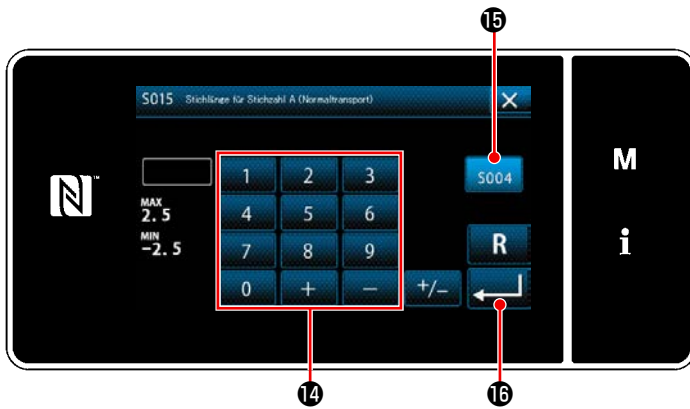 ⓯
S015 Stichlänge für Stichzahl A (Normaltransport) ×
1 2 3 S004
MAX
2.5
4 5 6
MIN
-2.5
7 8 9 R
0 + − +/−
M
i
N™
⓮ ⓰